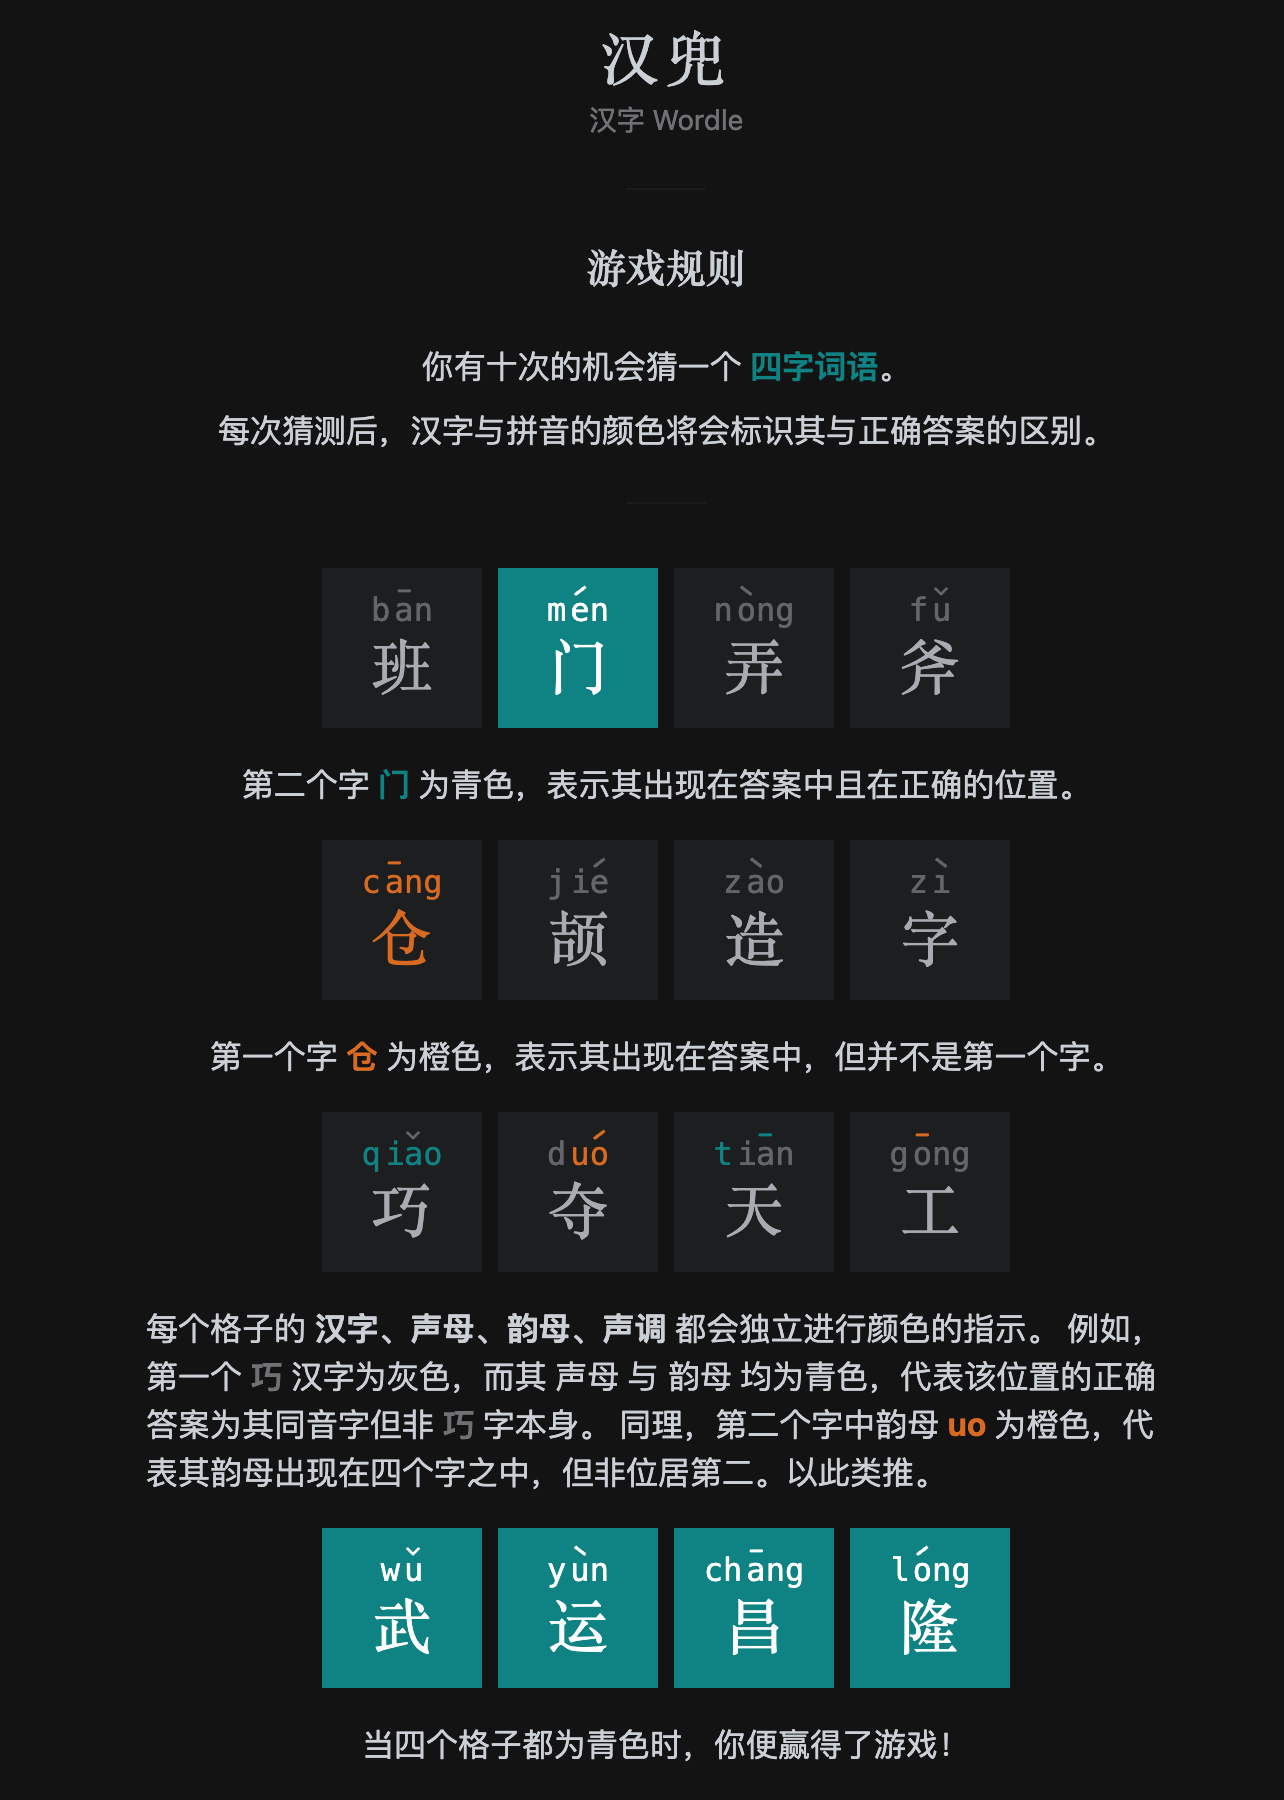 汉兜
汉字 Wordle
游戏规则
你有十次的机会猜一个 四字词语。
每次猜测后，汉字与拼音的颜色将会标识其与正确答案的区别。
bān mén nòng fǔ
班 门 弄 斧
第二个字 门 为青色，表示其出现在答案中且在正确的位置。
cāng jié zào zì
仓 颉 造 字
第一个字 仓 为橙色，表示其出现在答案中，但并不是第一个字。
qiǎo duó tiān gōng
巧 夺 天 工
每个格子的 汉字、声母、韵母、声调 都会独立进行颜色的指示。 例如，
第一个 巧 汉字为灰色，而其 声母 与 韵母 均为青色，代表该位置的正确
答案为其同音字但非 巧 字本身。 同理，第二个字中韵母 uo 为橙色，代
表其韵母出现在四个字之中，但非位居第二。以此类推。
wǔ yùn chāng lóng
武 运 昌 隆
当四个格子都为青色时，你便赢得了游戏！